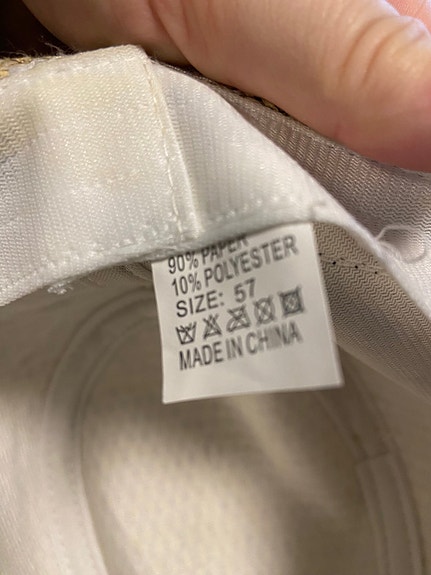 90% PAPER
10% POLYESTER
SIZE: 57
MADE IN CHINA